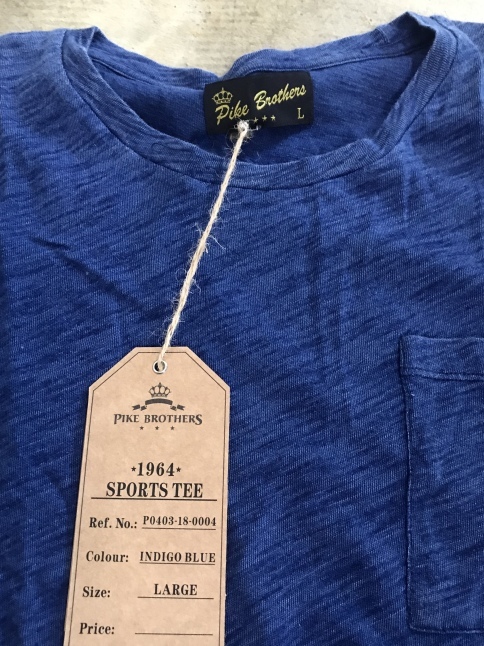 Pike Brothers
L
PIKE BROTHERS
1964
SPORTS TEE
Ref. No.: P0403-18-0004
Colour: INDIGO BLUE
Size: LARGE
Price: